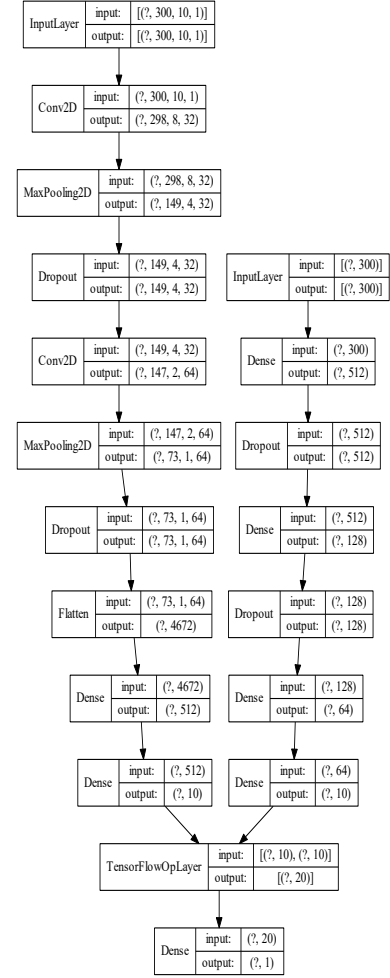 InputLayer input: [(?, 300, 10, 1)]
output: [(?, 300, 10, 1)]
Conv2D input: (?, 300, 10, 1)
output: (?, 298, 8, 32)
MaxPooling2D input: (?, 298, 8, 32)
output: (?, 149, 4, 32)
Dropout input: (?, 149, 4, 32)
output: (?, 149, 4, 32)
InputLayer input: [(?, 300)]
output: [(?, 300)]
Conv2D input: (?, 149, 4, 32)
output: (?, 147, 2, 64)
Dense input: (?, 300)
output: (?, 512)
MaxPooling2D input: (?, 147, 2, 64)
output: (?, 73, 1, 64)
Dropout input: (?, 512)
output: (?, 512)
Dropout input: (?, 73, 1, 64)
output: (?, 73, 1, 64)
Dense input: (?, 512)
output: (?, 128)
Flatten input: (?, 73, 1, 64)
output: (?, 4672)
Dropout input: (?, 128)
output: (?, 128)
Dense input: (?, 4672)
output: (?, 512)
Dense input: (?, 128)
output: (?, 64)
Dense input: (?, 512)
output: (?, 10)
Dense input: (?, 64)
output: (?, 10)
TensorFlowOpLayer input: [(?, 10), (?, 10)]
output: [(?, 20)]
Dense input: (?, 20)
output: (?, 1)